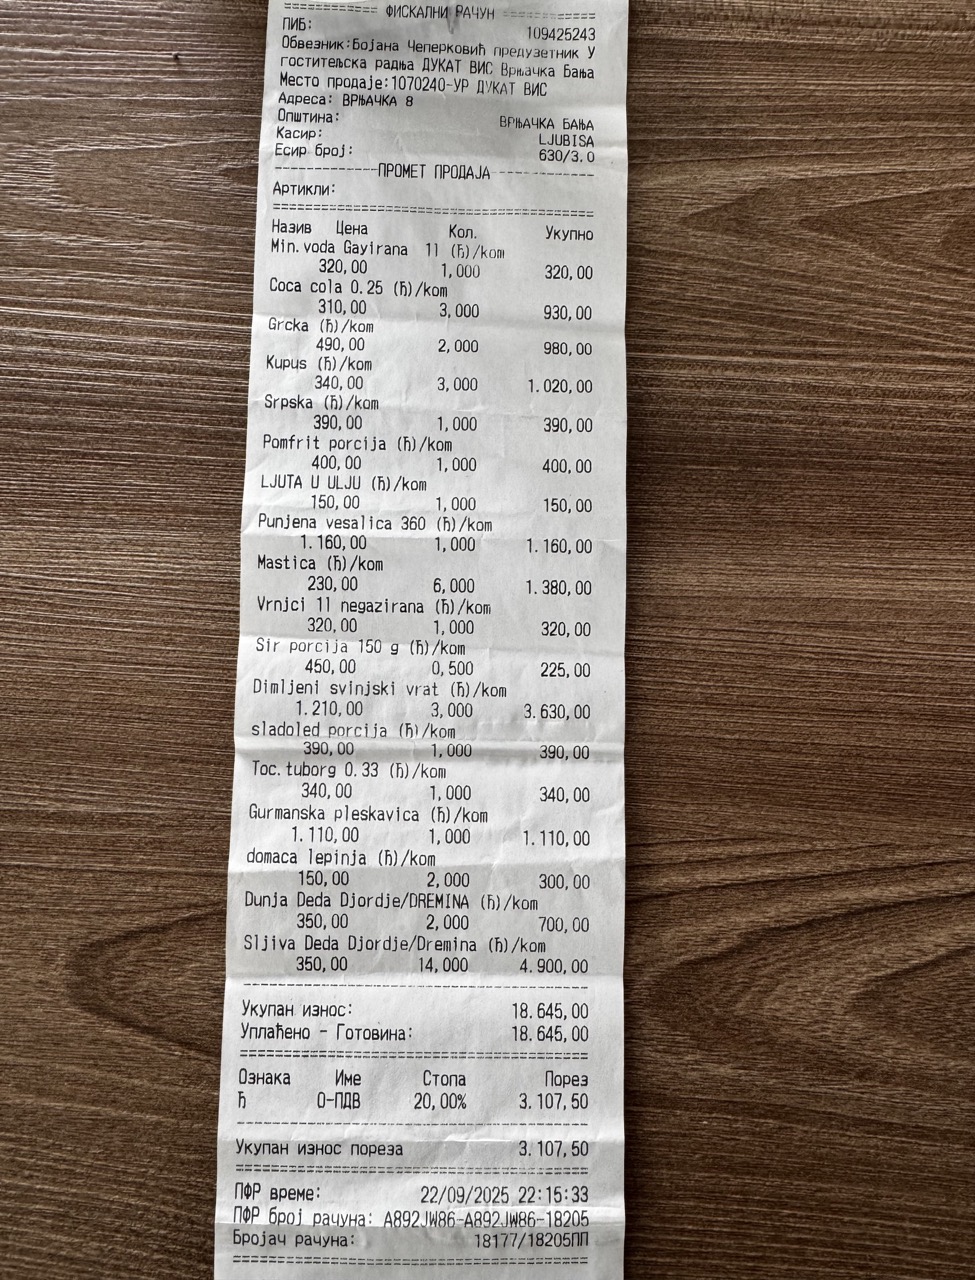 ============ ФИСКАЛНИ РАЧУН ============
ПИБ: 109425243
Обвезник:Бојана Чеперковић предузетник У
гоститељска радња ДУКАТ ВИС Врњачка Бања
Место продаје:1070240-УР ДУКАТ ВИС
Адреса: ВРЊАЧКА 8
Општина: ВРЊАЧКА БАЊА
Касир: LJUBISA
Есир број: 630/3.0
-------------ПРОМЕТ ПРОДАЈА-------------
Артикли:
========================================
Назив Цена Кол. Укупно
Min.voda Gayirana 1l (Ђ)/kom
320,00 1,000 320,00
Coca cola 0.25 (Ђ)/kom
310,00 3,000 930,00
Grcka (Ђ)/kom
490,00 2,000 980,00
Kupus (Ђ)/kom
340,00 3,000 1.020,00
Srpska (Ђ)/kom
390,00 1,000 390,00
Pomfrit porcija (Ђ)/kom
400,00 1,000 400,00
LJUTA U ULJU (Ђ)/kom
150,00 1,000 150,00
Punjena vesalica 360 (Ђ)/kom
1.160,00 1,000 1.160,00
Mastica (Ђ)/kom
230,00 6,000 1.380,00
Vrnjci 1l negazirana (Ђ)/kom
320,00 1,000 320,00
Sir porcija 150 g (Ђ)/kom
450,00 0,500 225,00
Dimljeni svinjski vrat (Ђ)/kom
1.210,00 3,000 3.630,00
sladoled porcija (Ђ)/kom
390,00 1,000 390,00
Toc.tuborg 0.33 (Ђ)/kom
340,00 1,000 340,00
Gurmanska pleskavica (Ђ)/kom
1.110,00 1,000 1.110,00
domaca lepinja (Ђ)/kom
150,00 2,000 300,00
Dunja Deda Djordje/DREMINA (Ђ)/kom
350,00 2,000 700,00
Sljiva Deda Djordje/Dremina (Ђ)/kom
350,00 14,000 4.900,00
----------------------------------------
Укупан износ: 18.645,00
Уплаћено - Готовина: 18.645,00
========================================
Ознака Име Стопа Порез
Ђ О-ПДВ 20,00% 3.107,50
----------------------------------------
Укупан износ пореза 3.107,50
========================================
ПФР време: 22/09/2025 22:15:33
ПФР број рачуна: A892JW86-A892JW86-18205
Бројач рачуна: 18177/18205ПП
========================================